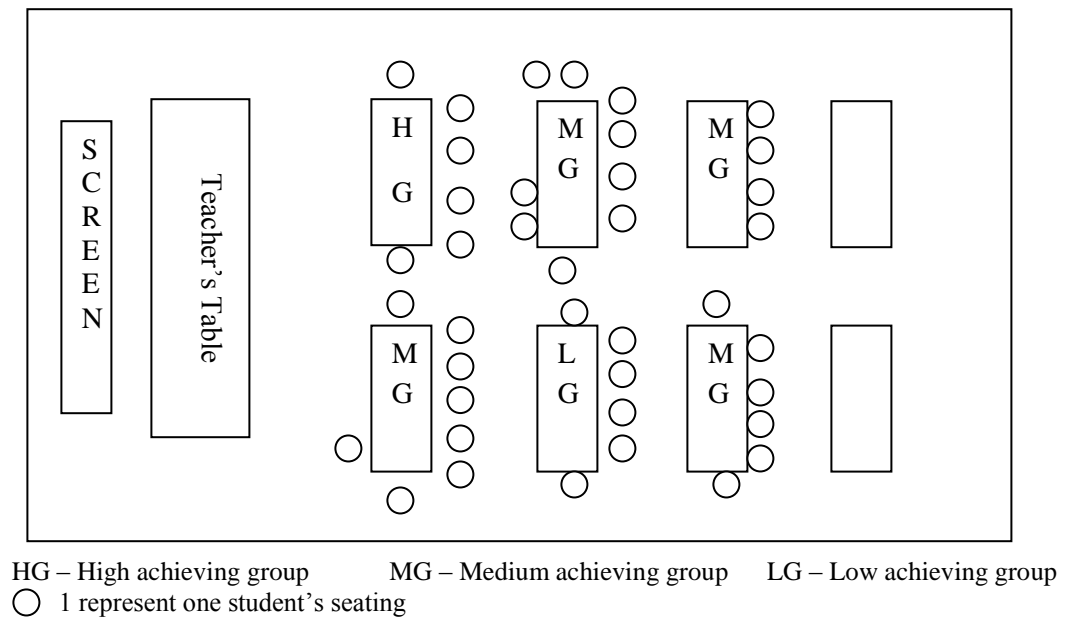 SCREEN
Teacher's Table
H
G
M
G
M
G
M
G
L
G
M
G
HG – High achieving group MG – Medium achieving group LG – Low achieving group
1 represent one student's seating